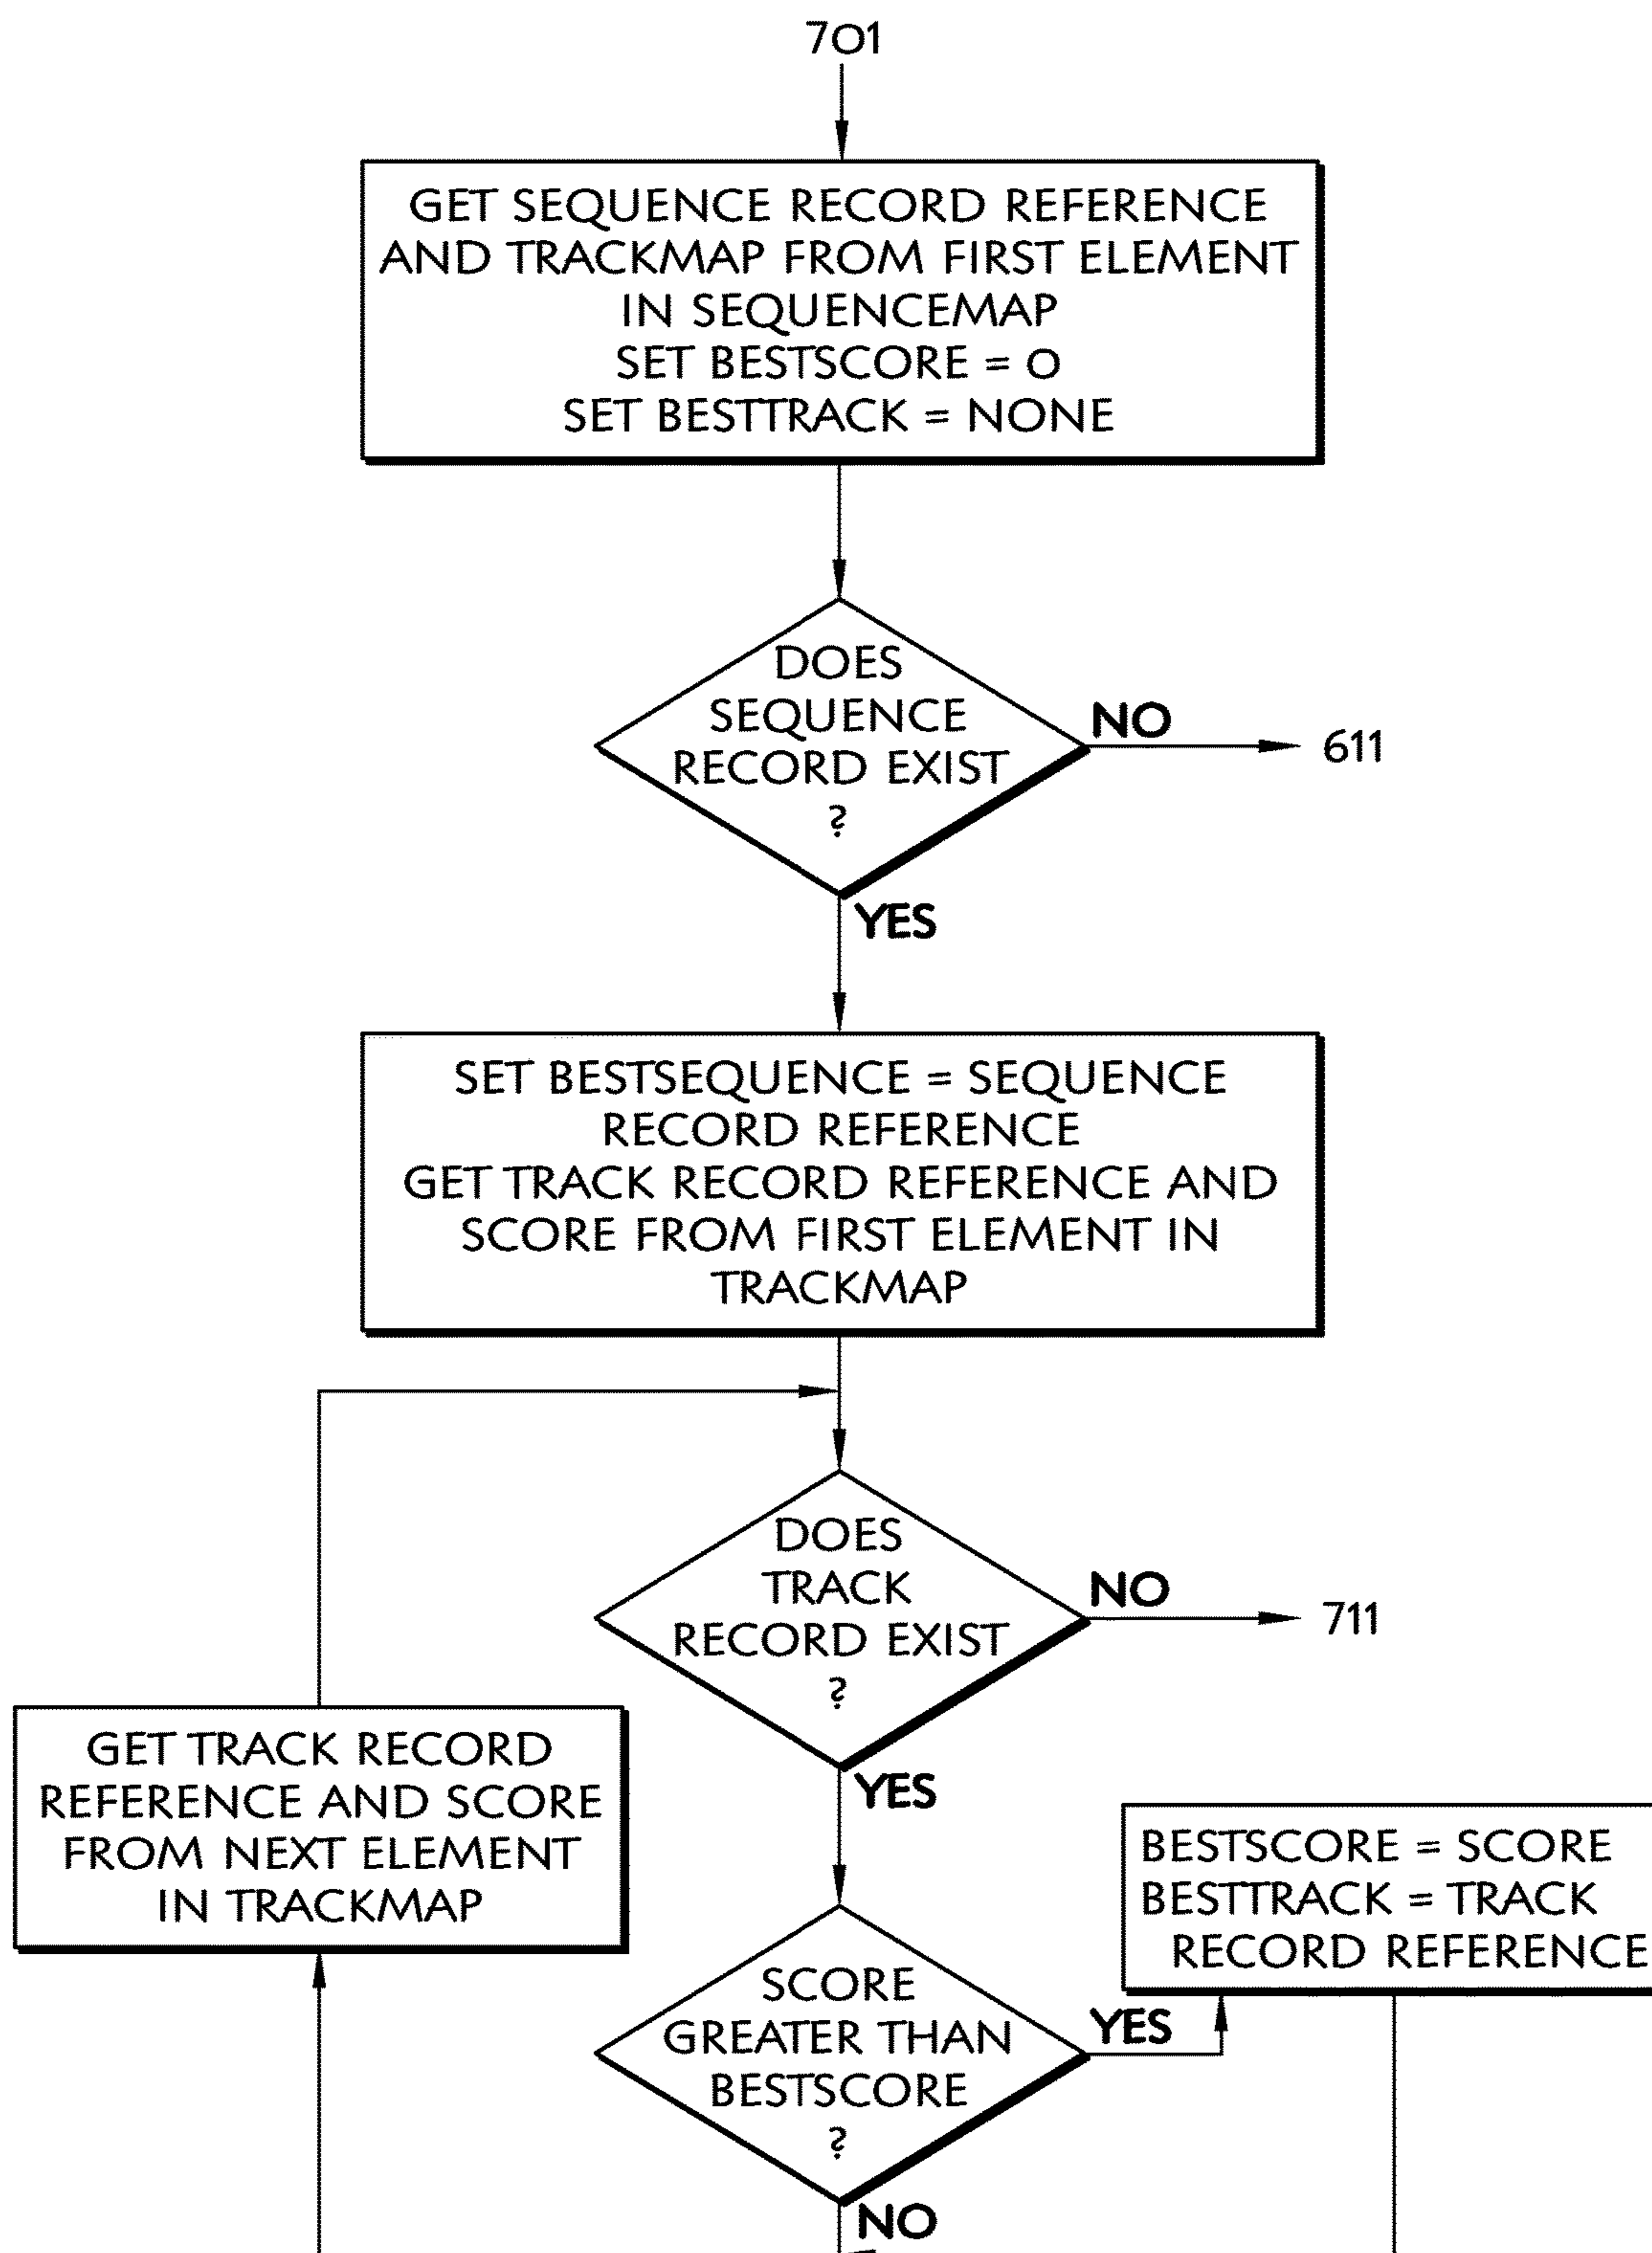 701
GET SEQUENCE RECORD REFERENCE
AND TRACKMAP FROM FIRST ELEMENT
IN SEQUENCEMAP
SET BESTSCORE = 0
SET BESTTRACK = NONE
DOES
SEQUENCE
RECORD EXIST
?
NO
611
YES
SET BESTSEQUENCE = SEQUENCE
RECORD REFERENCE
GET TRACK RECORD REFERENCE AND
SCORE FROM FIRST ELEMENT IN
TRACKMAP
DOES
TRACK
RECORD EXIST
?
NO
711
YES
GET TRACK RECORD
REFERENCE AND SCORE
FROM NEXT ELEMENT
IN TRACKMAP
BESTSCORE = SCORE
BESTTRACK = TRACK
RECORD REFERENCE
SCORE
GREATER THAN
BESTSCORE
?
YES
NO